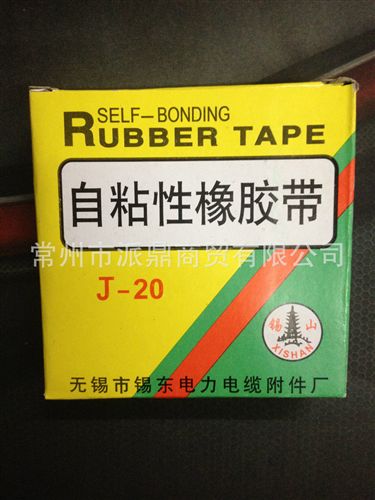 SELF-BONDING
RUBBER TAPE
自粘性橡胶带
常州市派鼎商贸有限公司
J-20
锡山
XISHAN
无锡市锡东电力电缆附件厂